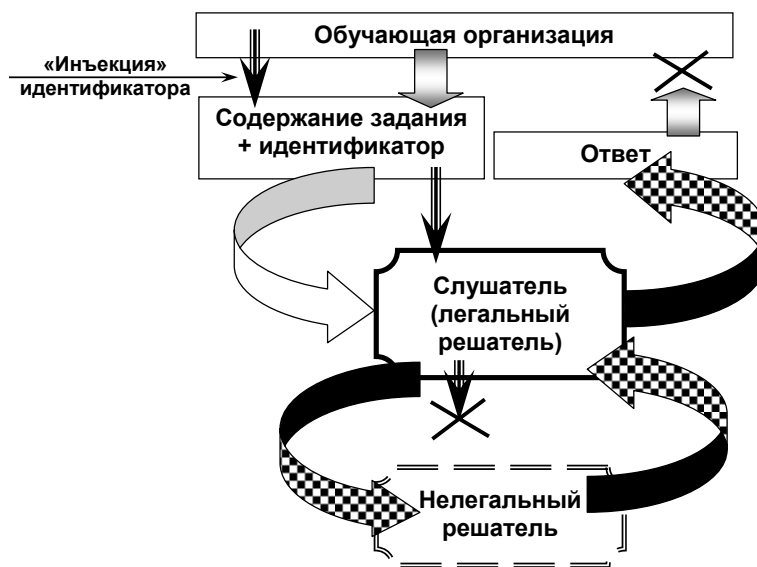 Обучающая организация
«Инъекция»
идентификатора
Содержание задания
+ идентификатор
Ответ
Слушатель
(легальный
решатель)
Нелегальный
решатель